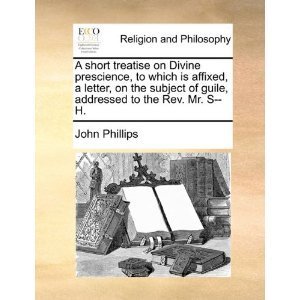 ECCO
Religion and Philosophy
A short treatise on Divine
prescience, to which is affixed,
a letter, on the subject of guile,
addressed to the Rev. Mr. S--
H.
John Phillips